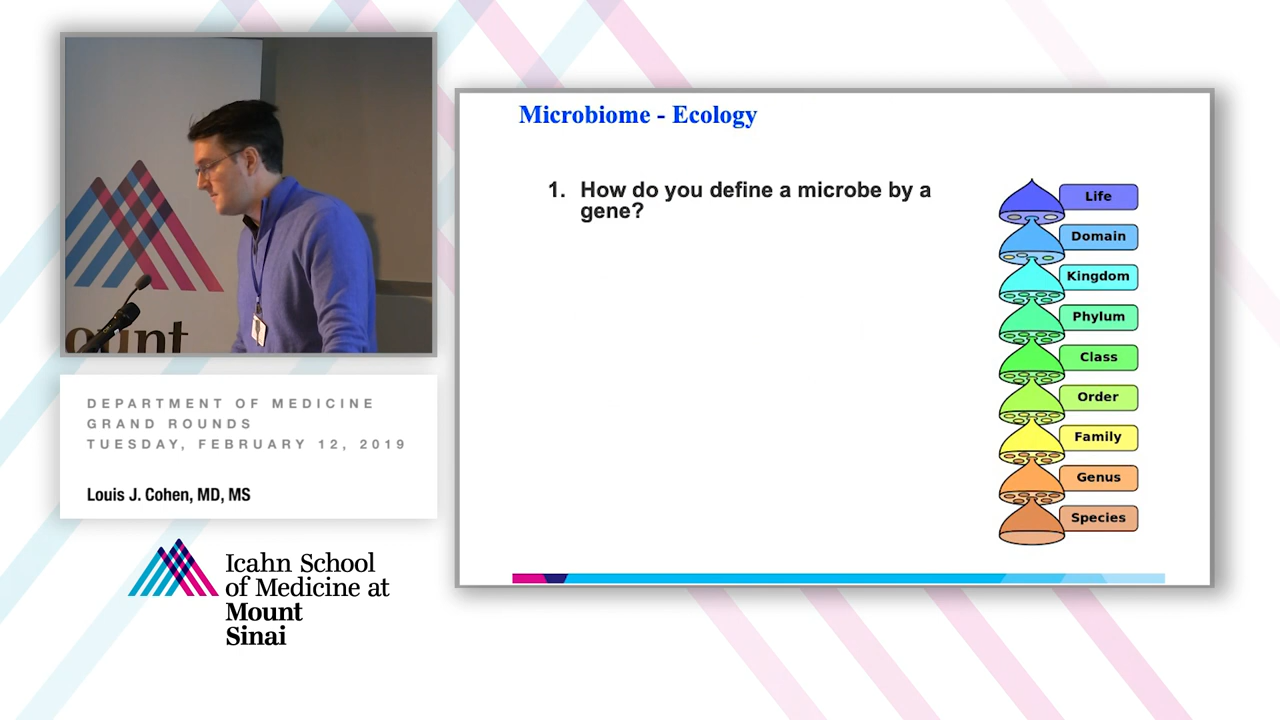 ount
DEPARTMENT OF MEDICINE
GRAND ROUNDS
TUESDAY, FEBRUARY 12, 2019
Louis J. Cohen, MD, MS
Icahn School
of Medicine at
Mount
Sinai
Microbiome - Ecology
1. How do you define a microbe by a
gene?
Life
Domain
Kingdom
Phylum
Class
Order
Family
Genus
Species